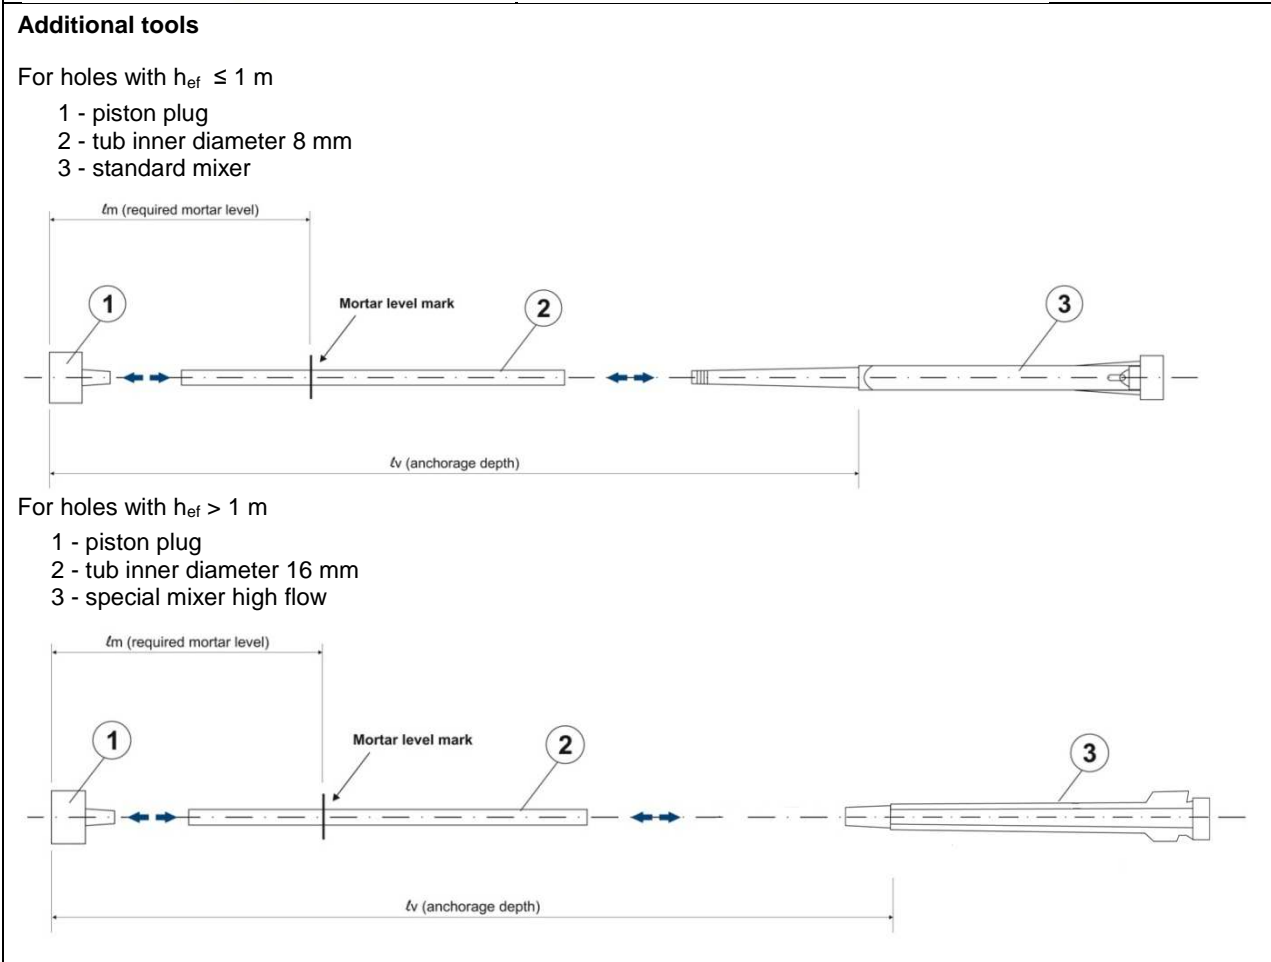 Additional tools
For holes with hef ≤ 1 m
1 - piston plug
2 - tub inner diameter 8 mm
3 - standard mixer
ℓm (required mortar level)
1
Mortar level mark
2
3
ℓv (anchorage depth)
For holes with hef > 1 m
1 - piston plug
2 - tub inner diameter 16 mm
3 - special mixer high flow
ℓm (required mortar level)
1
Mortar level mark
2
3
ℓv (anchorage depth)